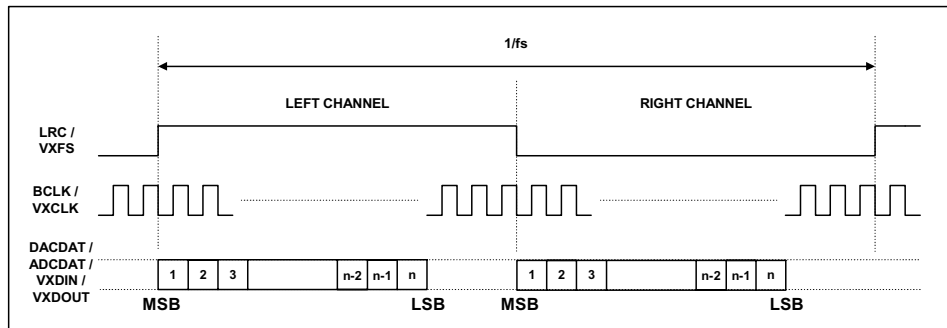 1/fs
LEFT CHANNEL
RIGHT CHANNEL
LRC /
VXFS
BCLK /
VXCLK
DACDAT /
ADCDAT /
VXDIN /
VXDOUT
1 2 3 n-2 n-1 n
1 2 3 n-2 n-1 n
MSB LSB MSB LSB